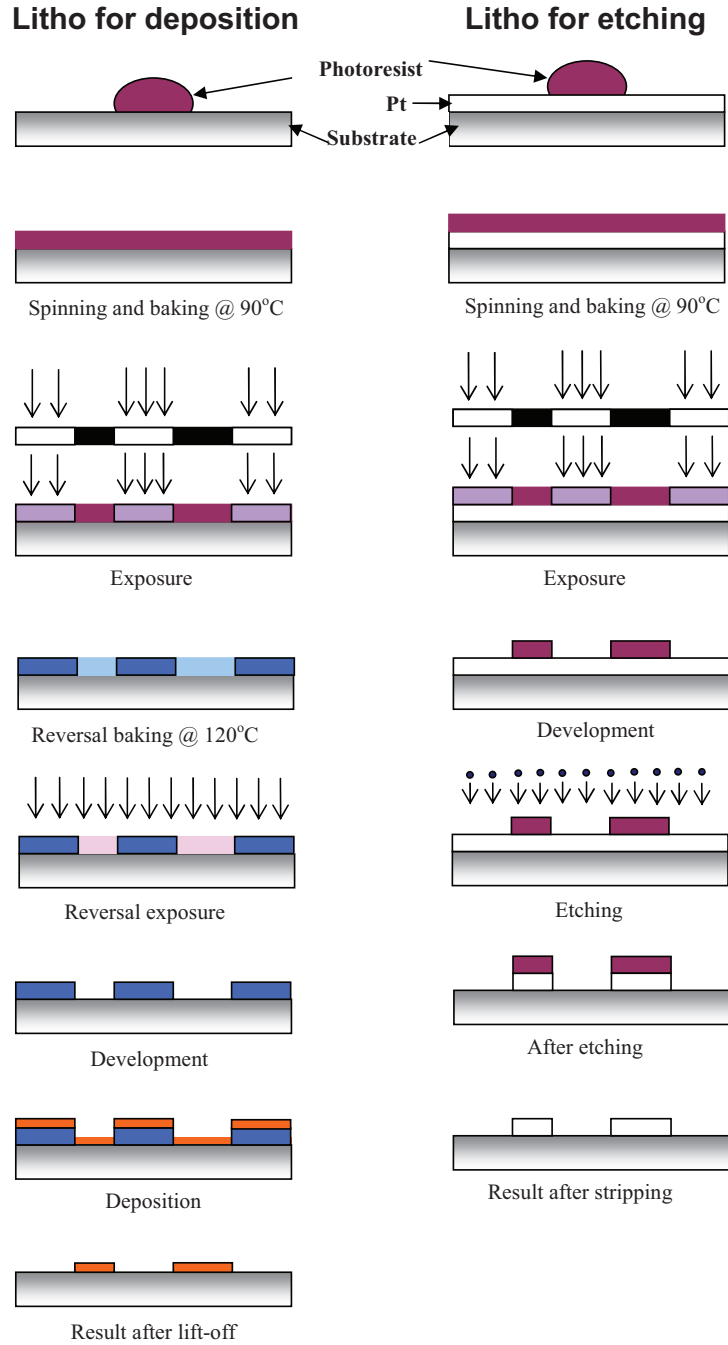 Litho for deposition
Litho for etching
Photoresist
Pt
Substrate
Spinning and baking @ 90°C
Spinning and baking @ 90°C
Exposure
Exposure
Reversal baking @ 120°C
Development
Reversal exposure
Etching
Development
After etching
Deposition
Result after stripping
Result after lift-off